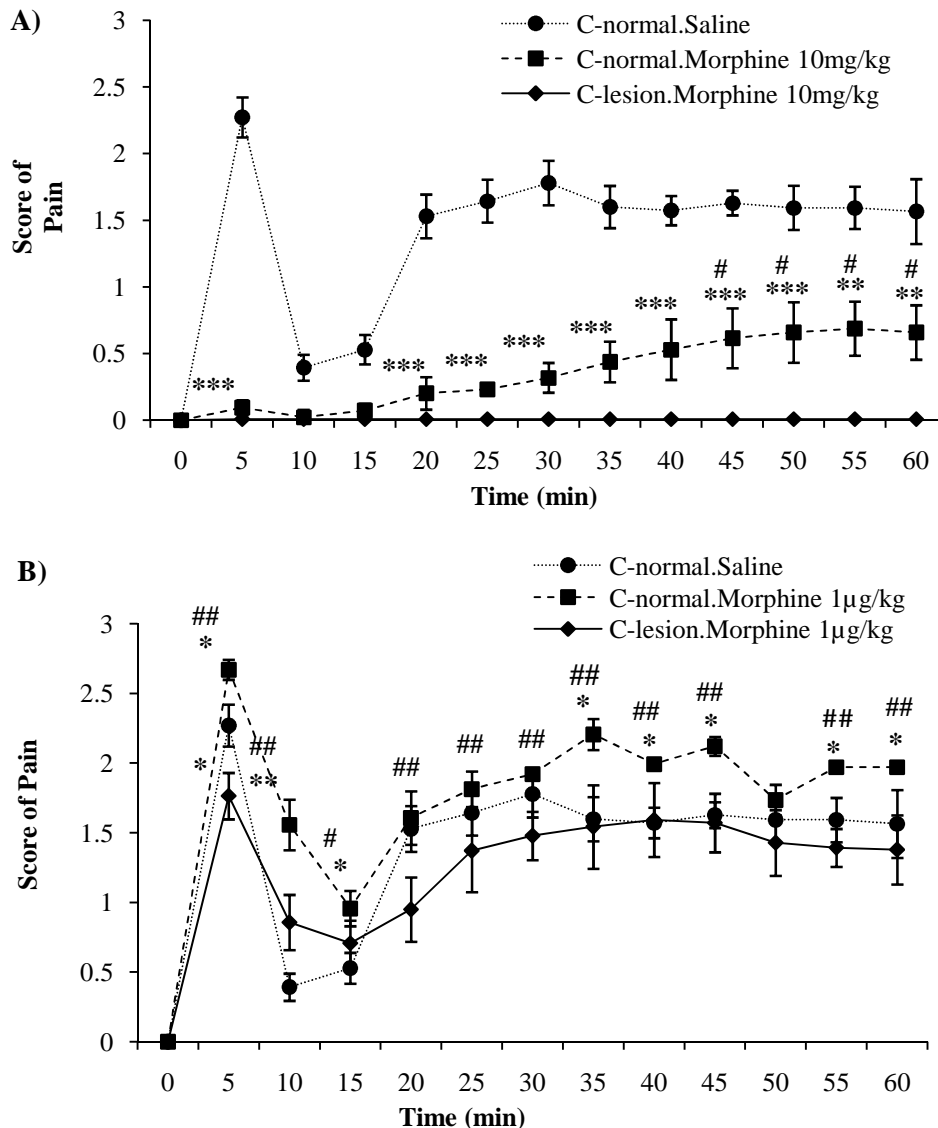 A)
C-normal.Saline
C-normal.Morphine 10mg/kg
C-lesion.Morphine 10mg/kg
3
2.5
2
1.5
1
0.5
0
Score of
Pain
# # # #
*** *** *** *** *** *** *** *** ** **
0 5 10 15 20 25 30 35 40 45 50 55 60
Time (min)
B)
C-normal.Saline
C-normal.Morphine 1µg/kg
C-lesion.Morphine 1µg/kg
3
2.5
2
1.5
1
0.5
0
Score of Pain
## ## # ## ## ## ## ## ## ## ##
* * ** * * * * * *
0 5 10 15 20 25 30 35 40 45 50 55 60
Time (min)